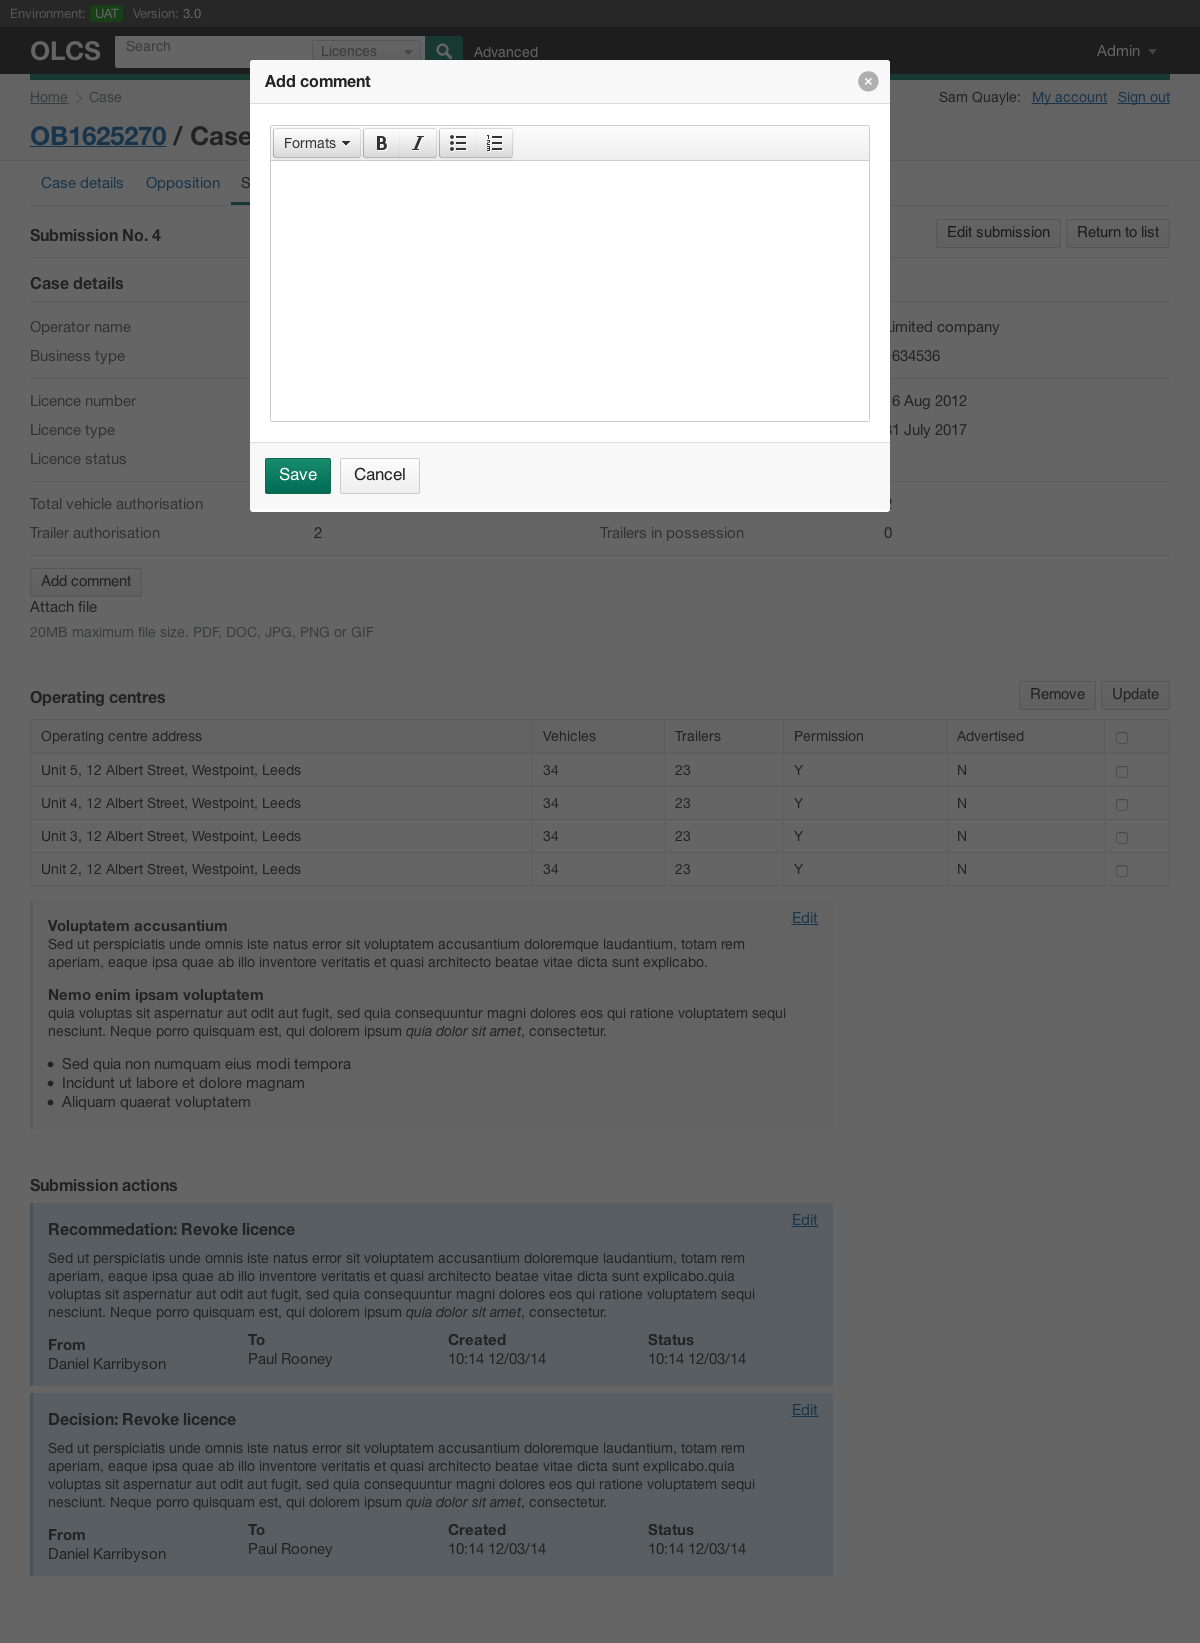 Environment: UAT Version: 3.0
OLCS Search Licences Advanced Admin
Home Case Sam Quayle: My account Sign out
OB1625270 / Case
Case details Opposition
Submission No. 4 Edit submission Return to list
Add comment
Formats B I
Save Cancel
Case details
Operator name Limited company
Business type 634536
Licence number 6 Aug 2012
Licence type 31 July 2017
Licence status
Total vehicle authorisation
Trailer authorisation 2 Trailers in possession 0
Add comment
Attach file
20MB maximum file size. PDF, DOC, JPG, PNG or GIF
Operating centres Remove Update
Operating centre address Vehicles Trailers Permission Advertised
Unit 5, 12 Albert Street, Westpoint, Leeds 34 23 Y N
Unit 4, 12 Albert Street, Westpoint, Leeds 34 23 Y N
Unit 3, 12 Albert Street, Westpoint, Leeds 34 23 Y N
Unit 2, 12 Albert Street, Westpoint, Leeds 34 23 Y N
Edit
Voluptatem accusantium
Sed ut perspiciatis unde omnis iste natus error sit voluptatem accusantium doloremque laudantium, totam rem
aperiam, eaque ipsa quae ab illo inventore veritatis et quasi architecto beatae vitae dicta sunt explicabo.
Nemo enim ipsam voluptatem
quia voluptas sit aspernatur aut odit aut fugit, sed quia consequuntur magni dolores eos qui ratione voluptatem sequi
nesciunt. Neque porro quisquam est, qui dolorem ipsum quia dolor sit amet, consectetur.
• Sed quia non numquam eius modi tempora
• Incidunt ut labore et dolore magnam
• Aliquam quaerat voluptatem
Submission actions
Edit
Recommedation: Revoke licence
Sed ut perspiciatis unde omnis iste natus error sit voluptatem accusantium doloremque laudantium, totam rem
aperiam, eaque ipsa quae ab illo inventore veritatis et quasi architecto beatae vitae dicta sunt explicabo.quia
voluptas sit aspernatur aut odit aut fugit, sed quia consequuntur magni dolores eos qui ratione voluptatem sequi
nesciunt. Neque porro quisquam est, qui dolorem ipsum quia dolor sit amet, consectetur.
From To Created Status
Daniel Karribyson Paul Rooney 10:14 12/03/14 10:14 12/03/14
Edit
Decision: Revoke licence
Sed ut perspiciatis unde omnis iste natus error sit voluptatem accusantium doloremque laudantium, totam rem
aperiam, eaque ipsa quae ab illo inventore veritatis et quasi architecto beatae vitae dicta sunt explicabo.quia
voluptas sit aspernatur aut odit aut fugit, sed quia consequuntur magni dolores eos qui ratione voluptatem sequi
nesciunt. Neque porro quisquam est, qui dolorem ipsum quia dolor sit amet, consectetur.
From To Created Status
Daniel Karribyson Paul Rooney 10:14 12/03/14 10:14 12/03/14